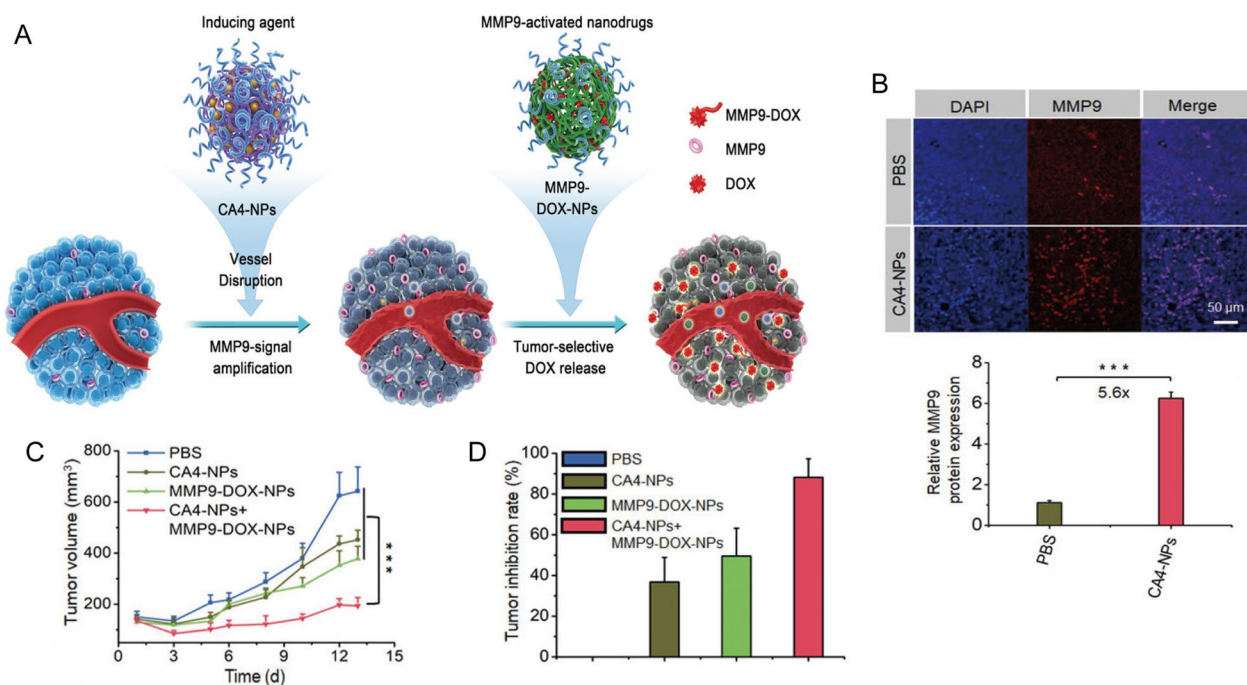 A
Inducing agent
MMP9-activated nanodrugs
CA4-NPs
MMP9-
DOX-NPs
MMP9-DOX
MMP9
DOX
Vessel
Disruption
MMP9-signal
amplification
Tumor-selective
DOX release
B
DAPI
MMP9
Merge
PBS
CA4-NPs
50 μm
Relative MMP9
protein expression
8
6
4
2
0
***
5.6x
PBS
CA4-NPs
C
Tumor volume (mm³)
800
600
400
200
PBS
CA4-NPs
MMP9-DOX-NPs
CA4-NPs+
MMP9-DOX-NPs
***
0
3
6
9
12
15
Time (d)
D
Tumor inhibition rate (%)
100
80
60
40
20
0
PBS
CA4-NPs
MMP9-DOX-NPs
CA4-NPs+
MMP9-DOX-NPs